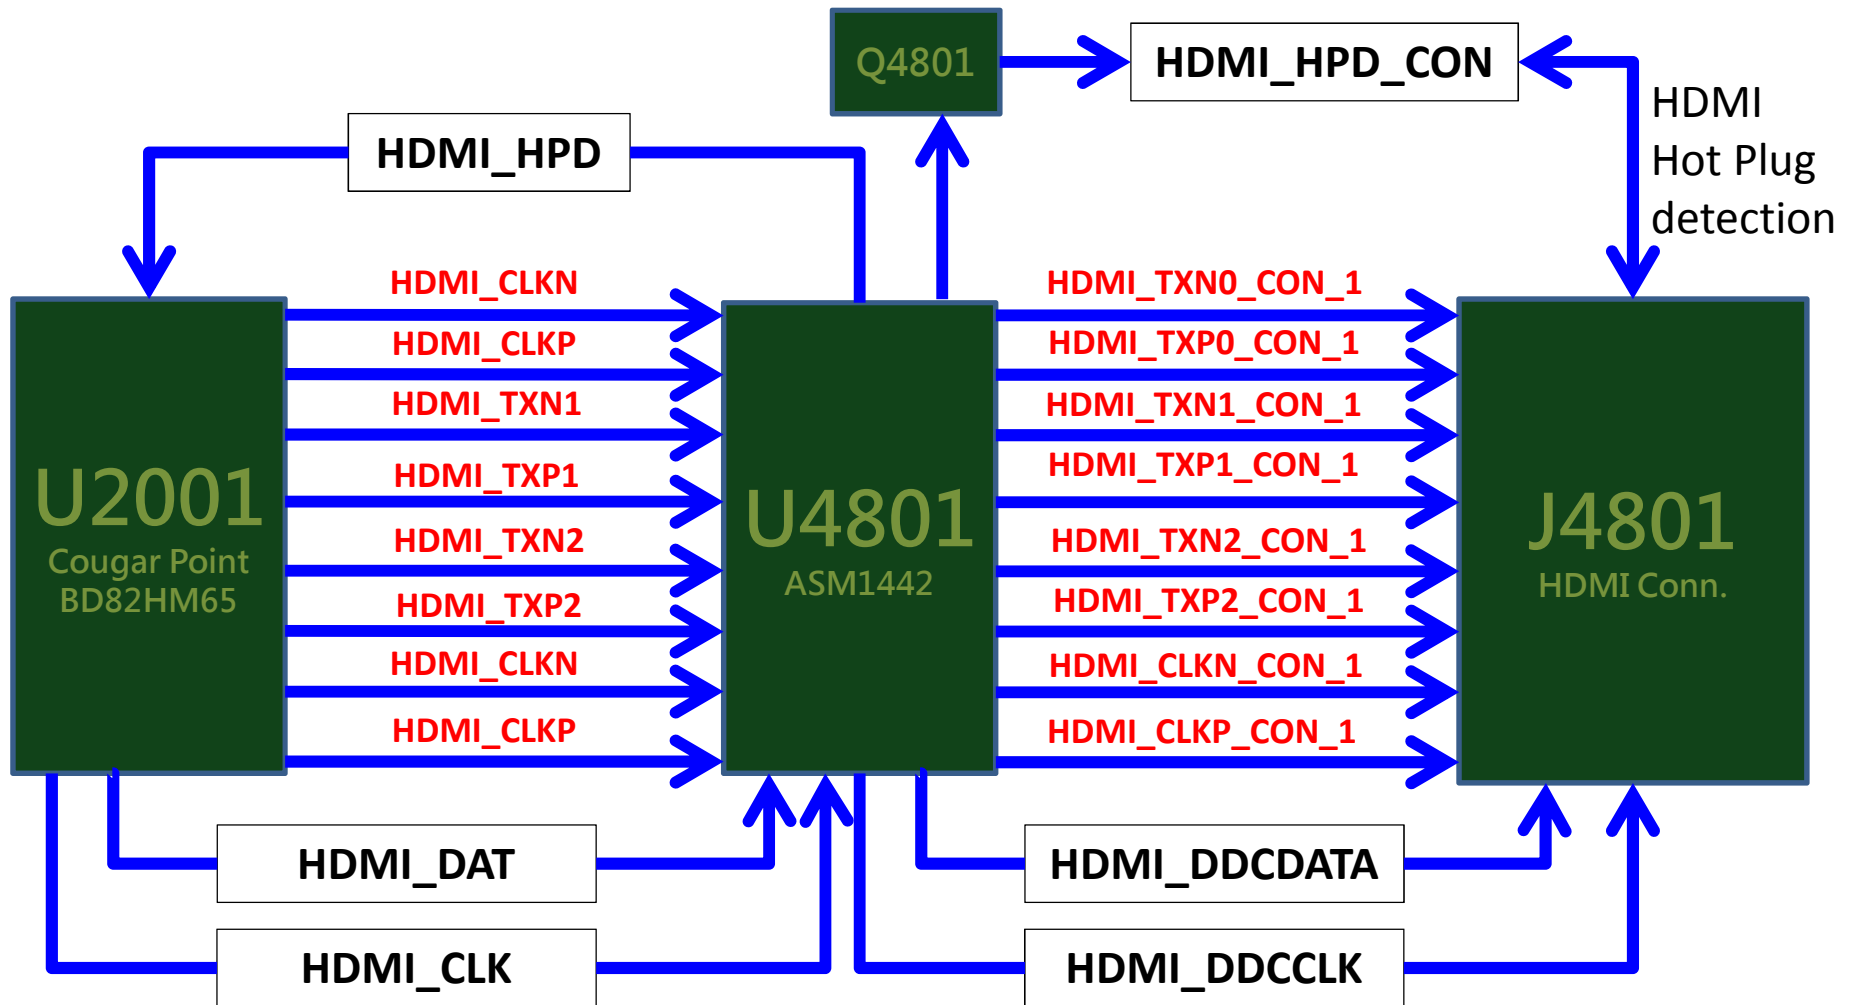 Q4801
HDMI_HPD_CON
HDMI
Hot Plug
detection
HDMI_HPD
HDMI_CLKN
HDMI_CLKP
HDMI_TXN1
HDMI_TXP1
HDMI_TXN2
HDMI_TXP2
HDMI_CLKN
HDMI_CLKP
HDMI_TXN0_CON_1
HDMI_TXP0_CON_1
HDMI_TXN1_CON_1
HDMI_TXP1_CON_1
HDMI_TXN2_CON_1
HDMI_TXP2_CON_1
HDMI_CLKN_CON_1
HDMI_CLKP_CON_1
U2001
Cougar Point
BD82HM65
U4801
ASM1442
J4801
HDMI Conn.
HDMI_DAT
HDMI_DDCDATA
HDMI_CLK
HDMI_DDCCLK